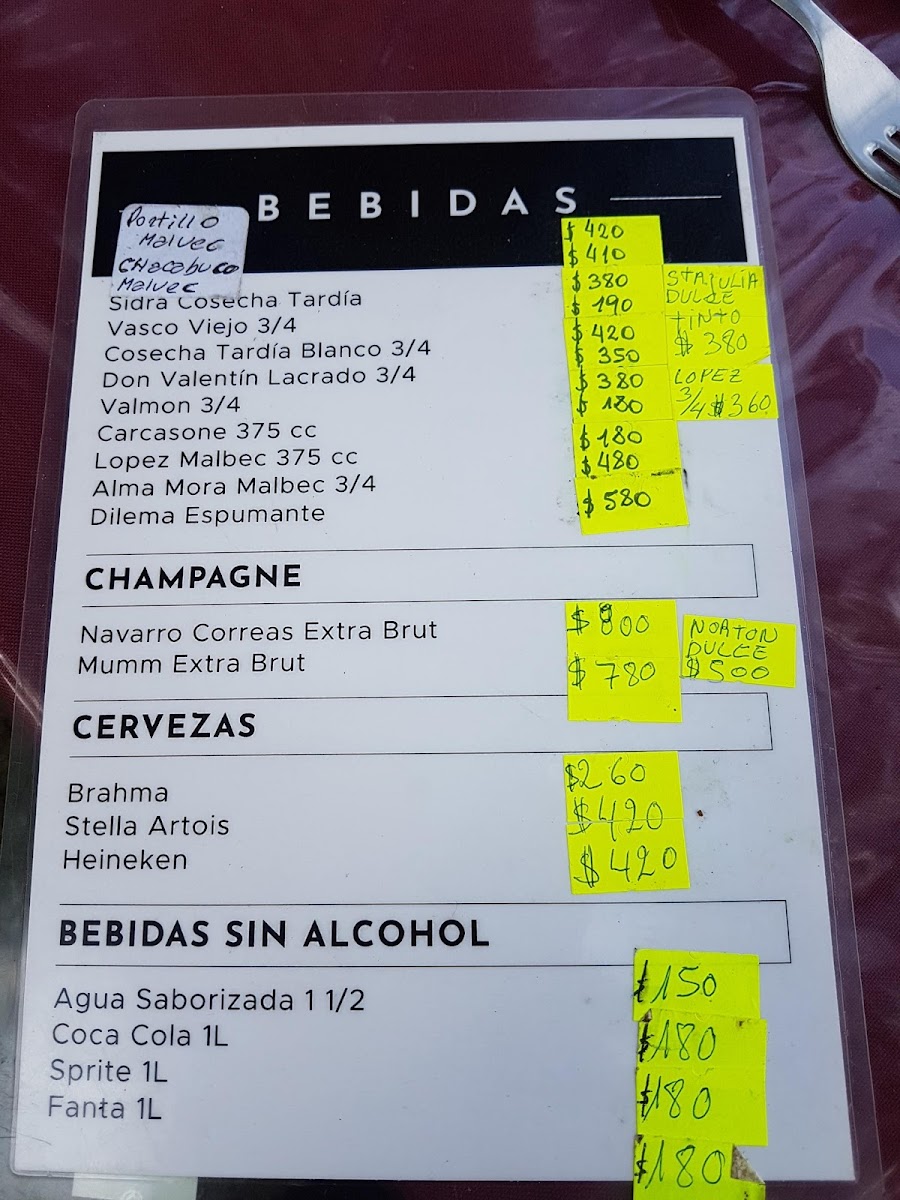 BEBIDAS
Portillo
Malvec
CHacabuco
Malvec
$ 420
$ 410
Sidra Cosecha Tardía $ 380
Vasco Viejo 3/4 $ 190
Cosecha Tardía Blanco 3/4 $ 420
Don Valentín Lacrado 3/4 $ 350
Valmon 3/4 $ 380
Carcasone 375 cc $ 180
Lopez Malbec 375 cc $ 180
Alma Mora Malbec 3/4 $ 480
Dilema Espumante $ 580
STA JULIA
DULCE
TINTO
$ 380
LOPEZ
3/4 $360
CHAMPAGNE
Navarro Correas Extra Brut $ 800
Mumm Extra Brut $ 780
NORTON
DULCE
$500
CERVEZAS
Brahma $260
Stella Artois $420
Heineken $420
BEBIDAS SIN ALCOHOL
Agua Saborizada 1 1/2 $150
Coca Cola 1L $180
Sprite 1L $180
Fanta 1L $180